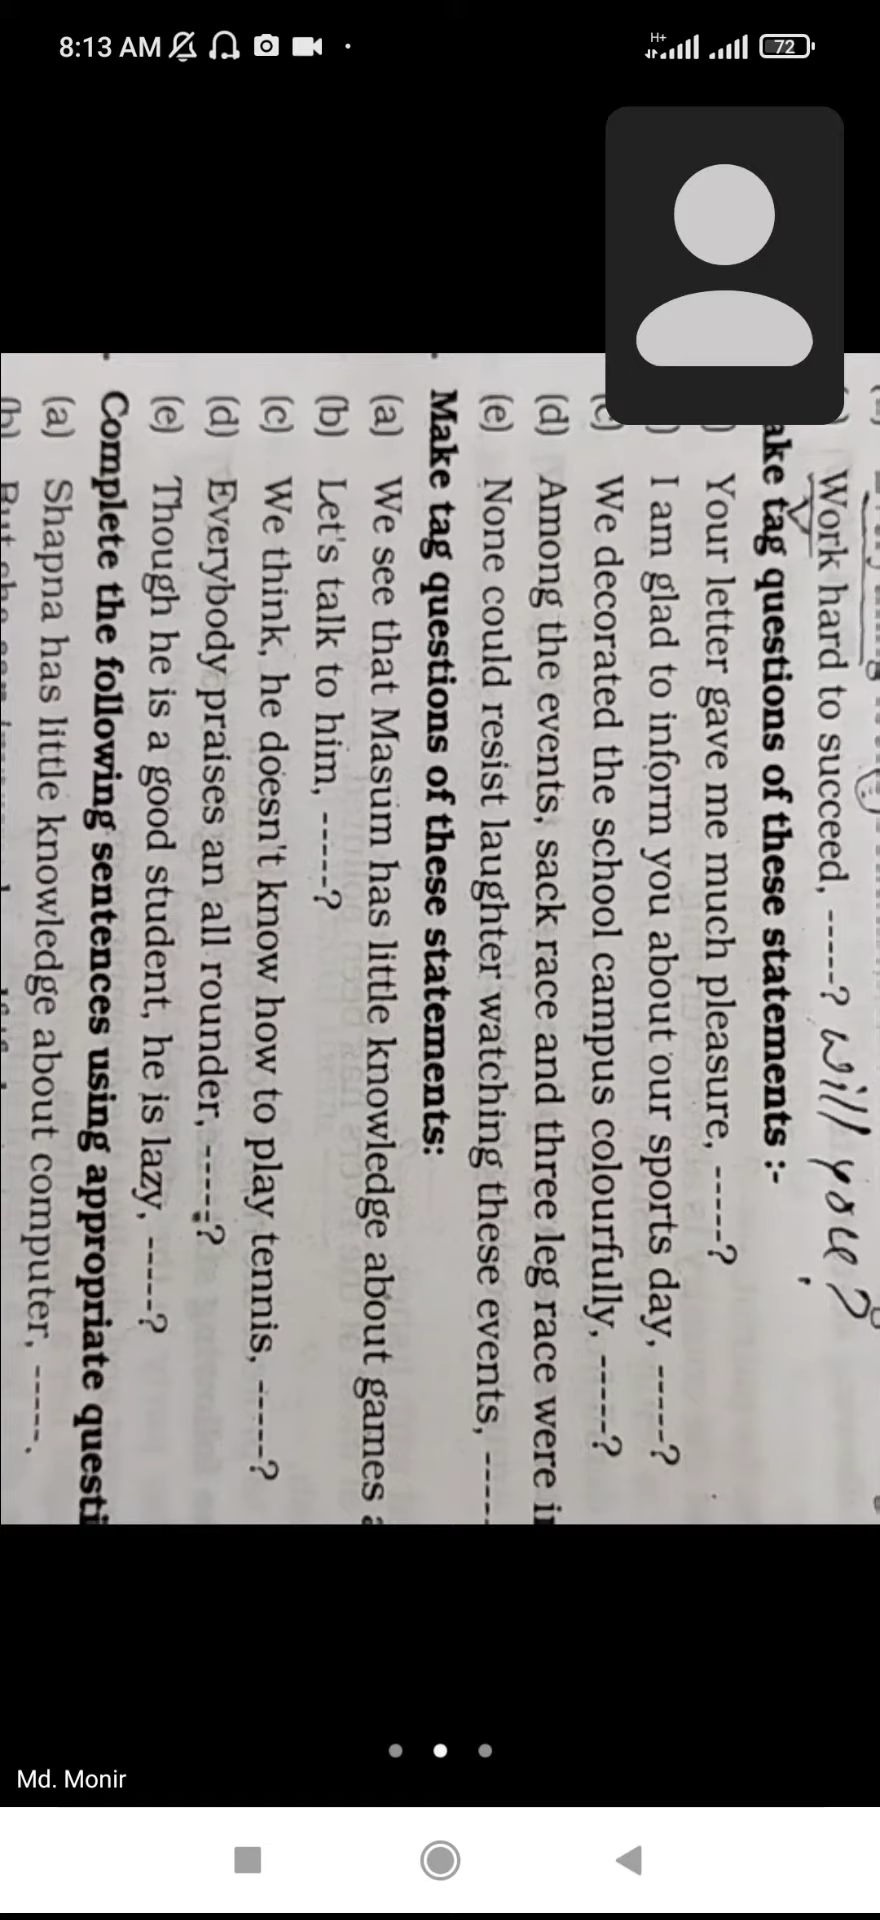 8:13 AM
H+
72
Work hard to succeed, -----? will you?
ake tag questions of these statements :-
Your letter gave me much pleasure, -----?
I am glad to inform you about our sports day, -----?
We decorated the school campus colourfully, -----?
(d) Among the events, sack race and three leg race were
(e) None could resist laughter watching these events, -----
Make tag questions of these statements:
(a) We see that Masum has little knowledge about games
(b) Let's talk to him, -----?
(c) We think, he doesn't know how to play tennis, -----?
(d) Everybody praises an all rounder, -----?
(e) Though he is a good student, he is lazy, -----?
Complete the following sentences using appropriate questi
(a) Shapna has little knowledge about computer, -----.
(b) But she
Md. Monir